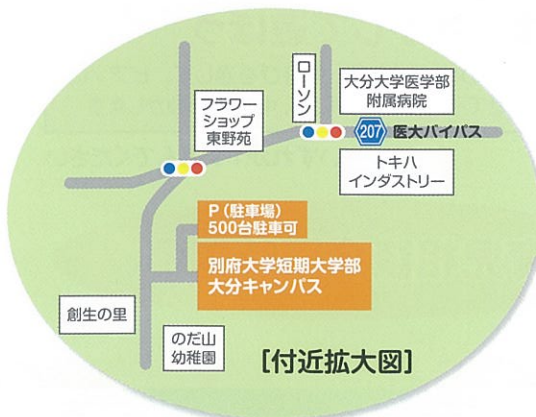 ローソン
大分大学医学部
附属病院
フラワー
ショップ
東野苑
207 医大バイパス
トキハ
インダストリー
P(駐車場)
500台駐車可
別府大学短期大学部
大分キャンパス
創生の里
のだ山
幼稚園
[付近拡大図]